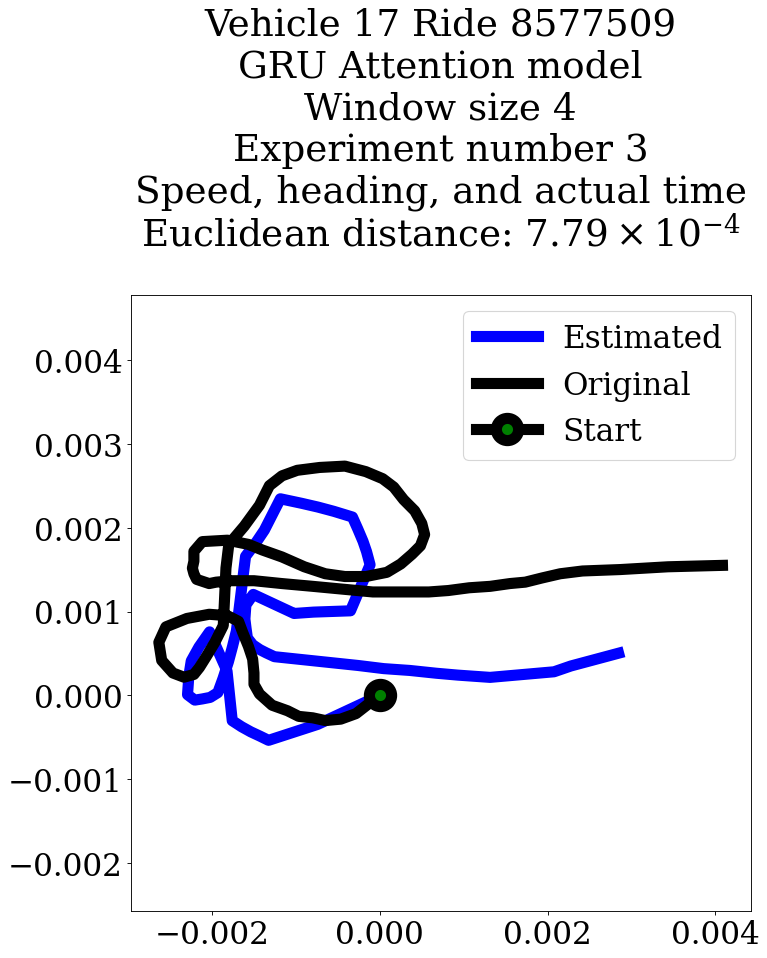 Vehicle 17 Ride 8577509
GRU Attention model
Window size 4
Experiment number 3
Speed, heading, and actual time
Euclidean distance: 7.79 × 10⁻⁴
Estimated
Original
Start
0.004
0.003
0.002
0.001
0.000
−0.001
−0.002
−0.002 0.000 0.002 0.004